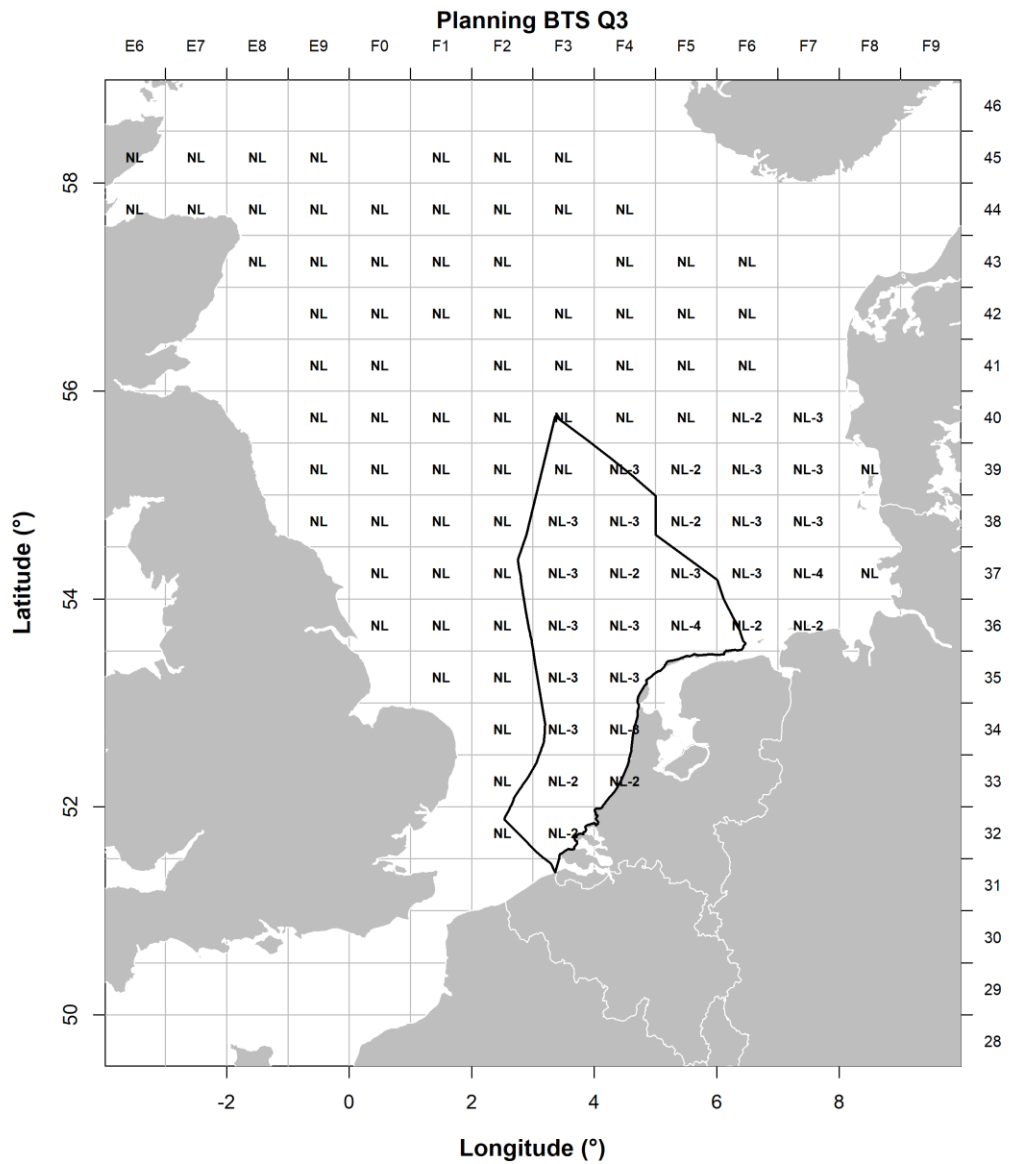 Planning BTS Q3
E6 E7 E8 E9 F0 F1 F2 F3 F4 F5 F6 F7 F8 F9
46
NL NL NL NL NL NL NL 45
58
NL NL NL NL NL NL NL NL NL 44
NL NL NL NL NL NL NL NL 43
NL NL NL NL NL NL NL NL 42
NL NL NL NL NL NL NL 41
56
NL NL NL NL NL NL NL NL-2 NL-3 40
NL NL NL NL NL NL-3 NL-2 NL-3 NL-3 NL 39
NL NL NL NL NL-3 NL-3 NL-2 NL-3 NL-3 38
NL NL NL NL-3 NL-2 NL-3 NL-3 NL-4 NL 37
54
NL NL NL NL-3 NL-3 NL-4 NL-2 NL-2 36
NL NL NL-3 NL-3 35
NL NL-3 NL-3 34
NL NL-2 NL-2 33
52
NL NL-2 32
31
30
29
50
28
-2 0 2 4 6 8
Latitude (°)
Longitude (°)